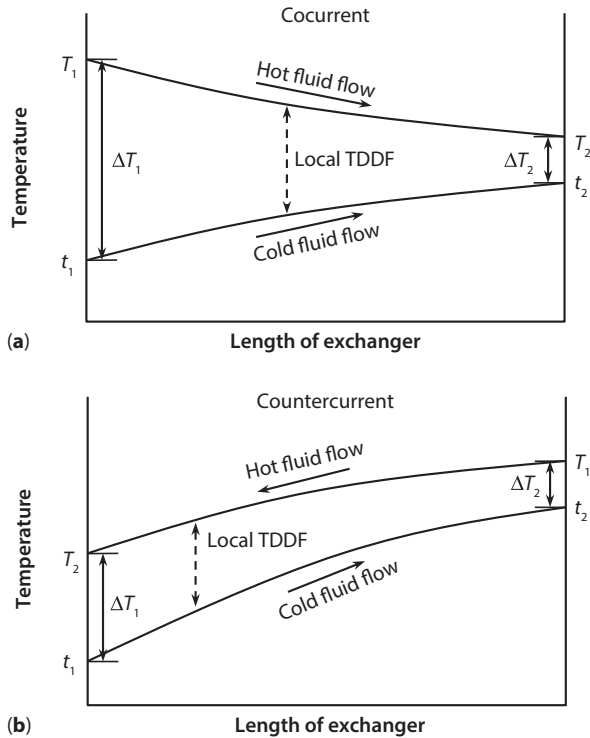 Cocurrent
T1
Hot fluid flow
ΔT1
Local TDDF
ΔT2
T2
t2
Cold fluid flow
t1
Temperature
(a)
Length of exchanger
Countercurrent
Hot fluid flow
T1
ΔT2
t2
Local TDDF
T2
ΔT1
Cold fluid flow
t1
Temperature
(b)
Length of exchanger